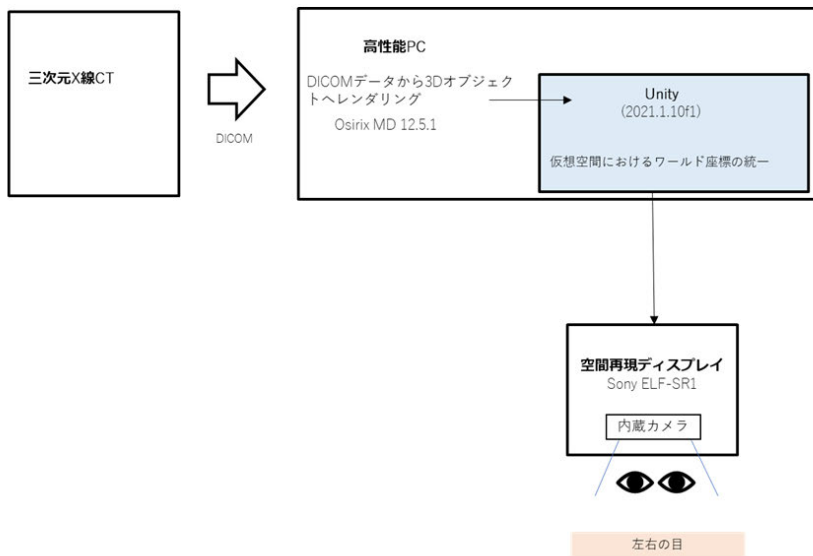 三次元X線CT
DICOM
高性能PC
DICOMデータから3Dオブジェク
トへレンダリング
Osirix MD 12.5.1
Unity
(2021.1.10f1)
仮想空間におけるワールド座標の統一
空間再現ディスプレイ
Sony ELF-SR1
内蔵カメラ
左右の目